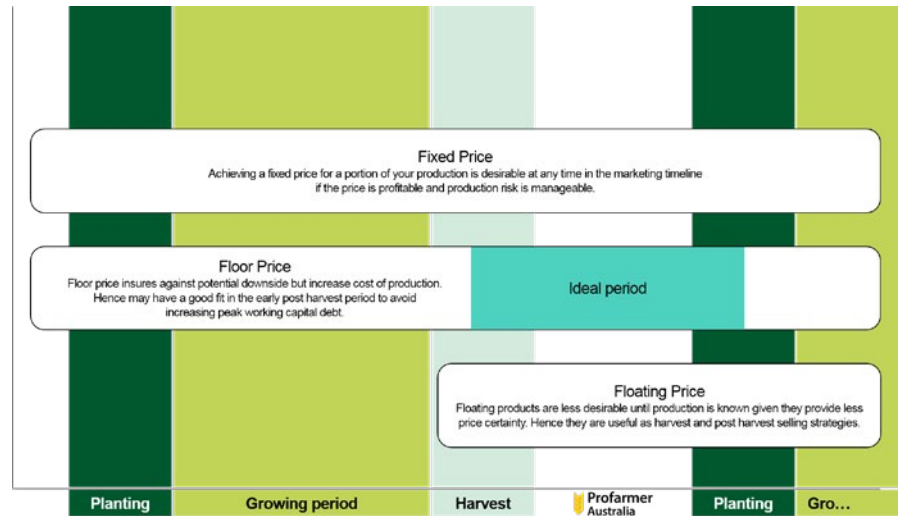 Fixed Price
Achieving a fixed price for a portion of your production is desirable at any time in the marketing timeline
if the price is profitable and production risk is manageable.
Floor Price
Floor price insures against potential downside but increase cost of production.
Hence may have a good fit in the early post harvest period to avoid
increasing peak working capital debt.
Ideal period
Floating Price
Floating products are less desirable until production is known given they provide less
price certainty. Hence they are useful as harvest and post harvest selling strategies.
Planting
Growing period
Harvest
Profarmer
Australia
Planting
Gro...